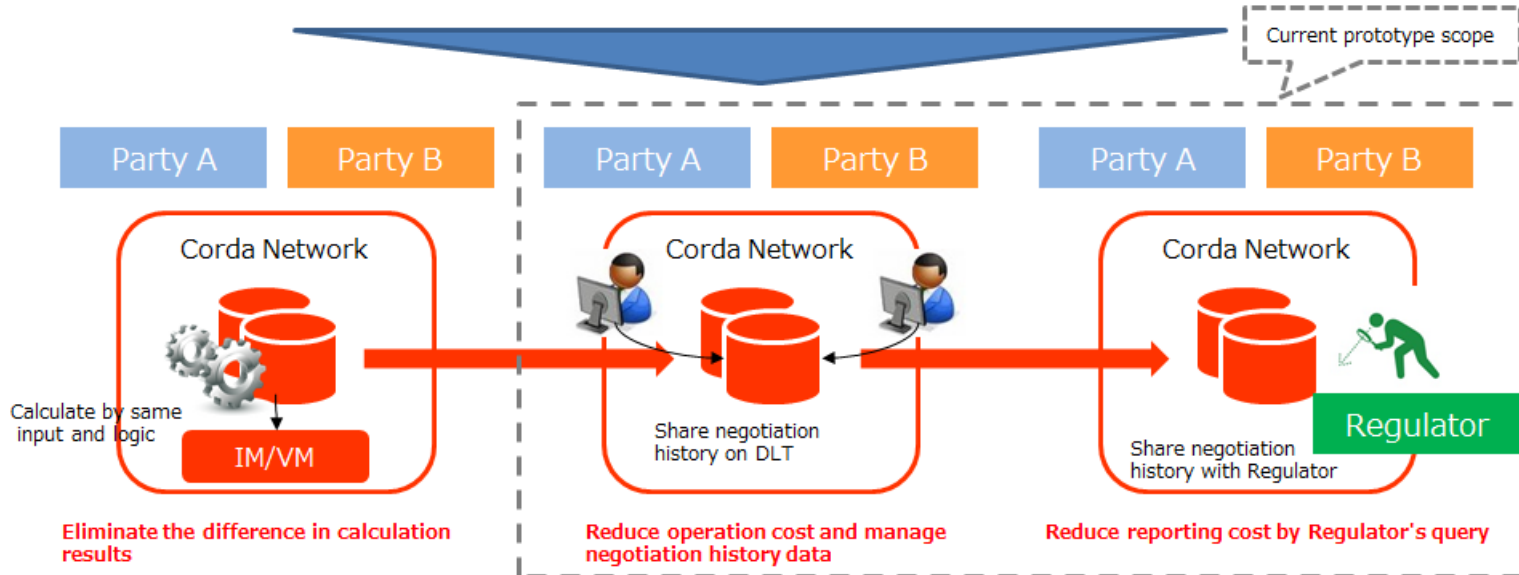 Current prototype scope
Party A
Party B
Party A
Party B
Party A
Party B
Corda Network
Calculate by same
input and logic
IM/VM
Eliminate the difference in calculation
results
Corda Network
Share negotiation
history on DLT
Reduce operation cost and manage
negotiation history data
Corda Network
Share negotiation
history with Regulator
Regulator
Reduce reporting cost by Regulator's query